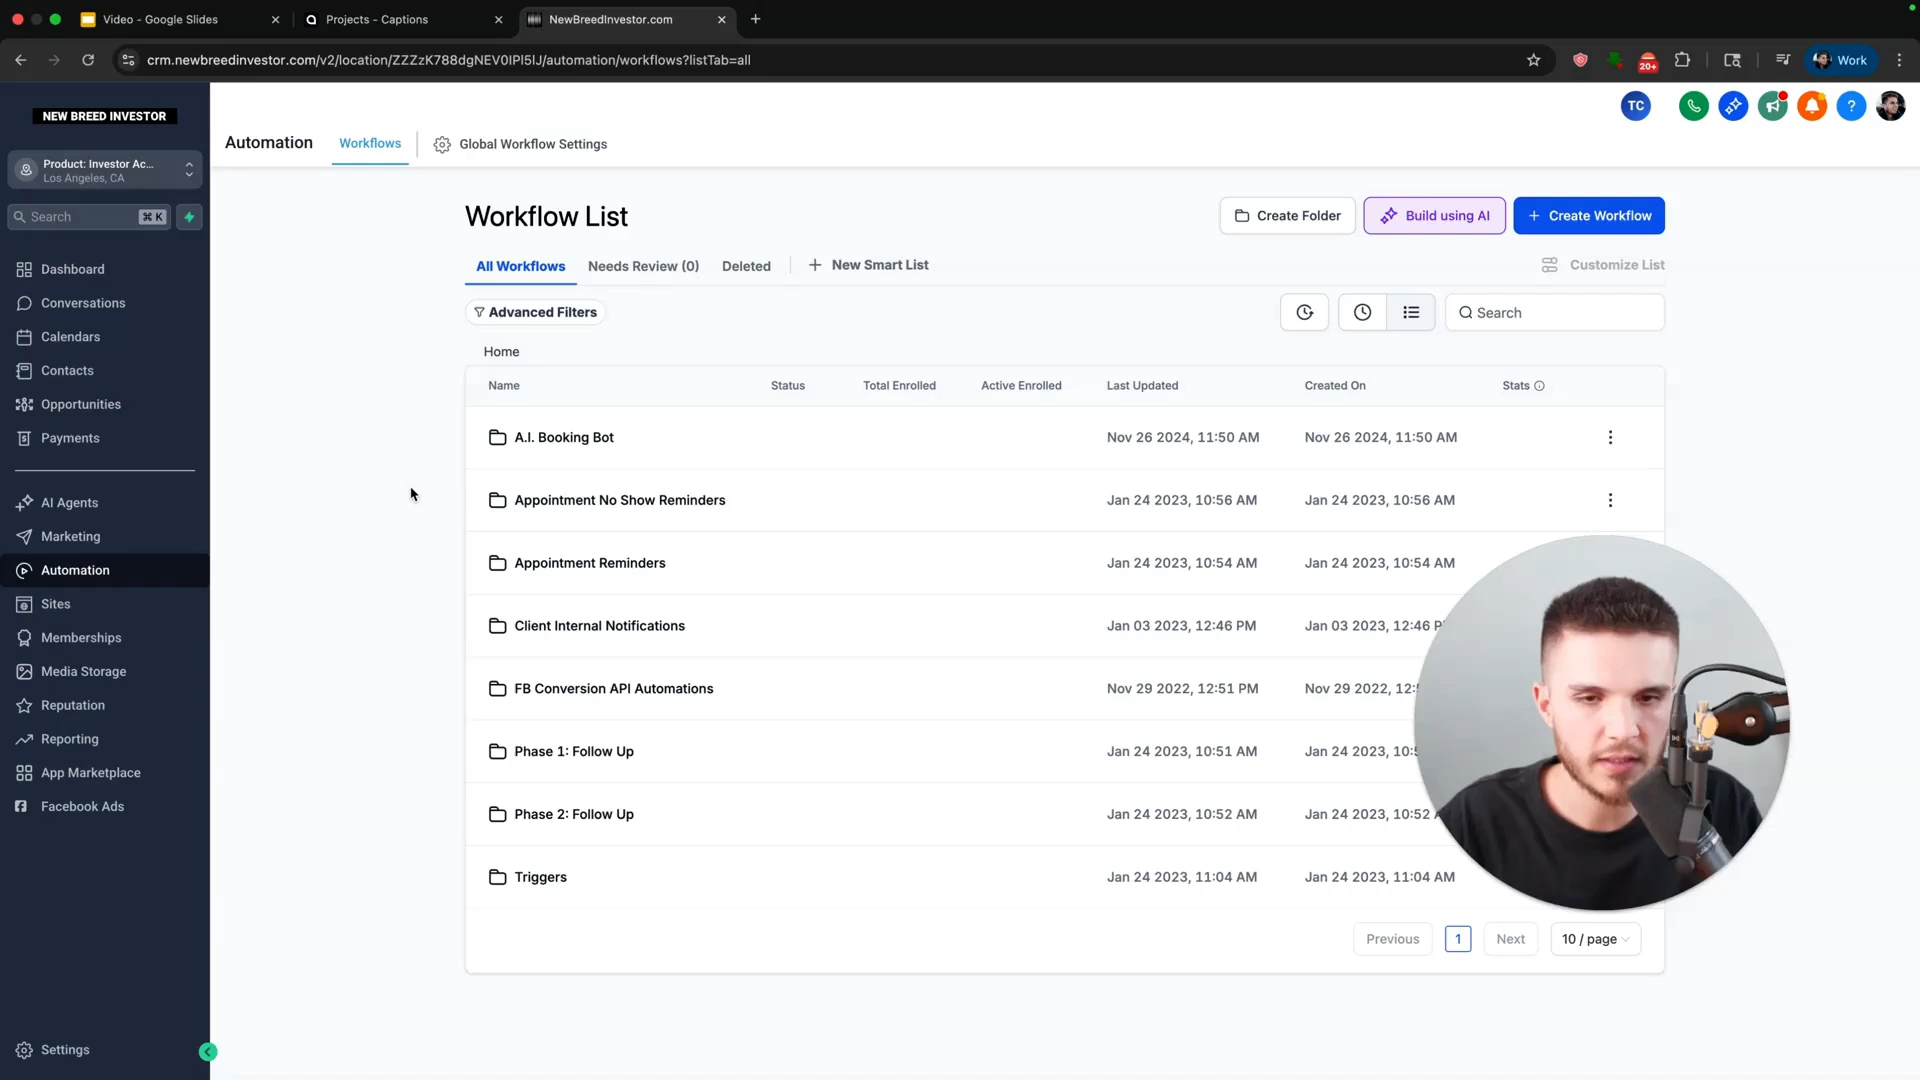 Video - Google Slides
Projects - Captions
NewBreedInvestor.com
crm.newbreedinvestor.com/v2/location/ZZZzK788dgNEV0IPl5IJ/automation/workflows?listTab=all
20+
Work
NEW BREED INVESTOR
Product: Investor Ac...
Los Angeles, CA
Search
⌘ K
Dashboard
Conversations
Calendars
Contacts
Opportunities
Payments
AI Agents
Marketing
Automation
Sites
Memberships
Media Storage
Reputation
Reporting
App Marketplace
Facebook Ads
Settings
TC
Automation
Workflows
Global Workflow Settings
Workflow List
Create Folder
Build using AI
+ Create Workflow
All Workflows
Needs Review (0)
Deleted
+ New Smart List
Customize List
Advanced Filters
Search
Home
Name Status Total Enrolled Active Enrolled Last Updated Created On Stats
A.I. Booking Bot Nov 26 2024, 11:50 AM Nov 26 2024, 11:50 AM
Appointment No Show Reminders Jan 24 2023, 10:56 AM Jan 24 2023, 10:56 AM
Appointment Reminders Jan 24 2023, 10:54 AM Jan 24 2023, 10:54 AM
Client Internal Notifications Jan 03 2023, 12:46 PM Jan 03 2023, 12:46 P
FB Conversion API Automations Nov 29 2022, 12:51 PM Nov 29 2022, 12:
Phase 1: Follow Up Jan 24 2023, 10:51 AM Jan 24 2023, 10:5
Phase 2: Follow Up Jan 24 2023, 10:52 AM Jan 24 2023, 10:52
Triggers Jan 24 2023, 11:04 AM Jan 24 2023, 11:04 AM
Previous 1 Next 10 / page